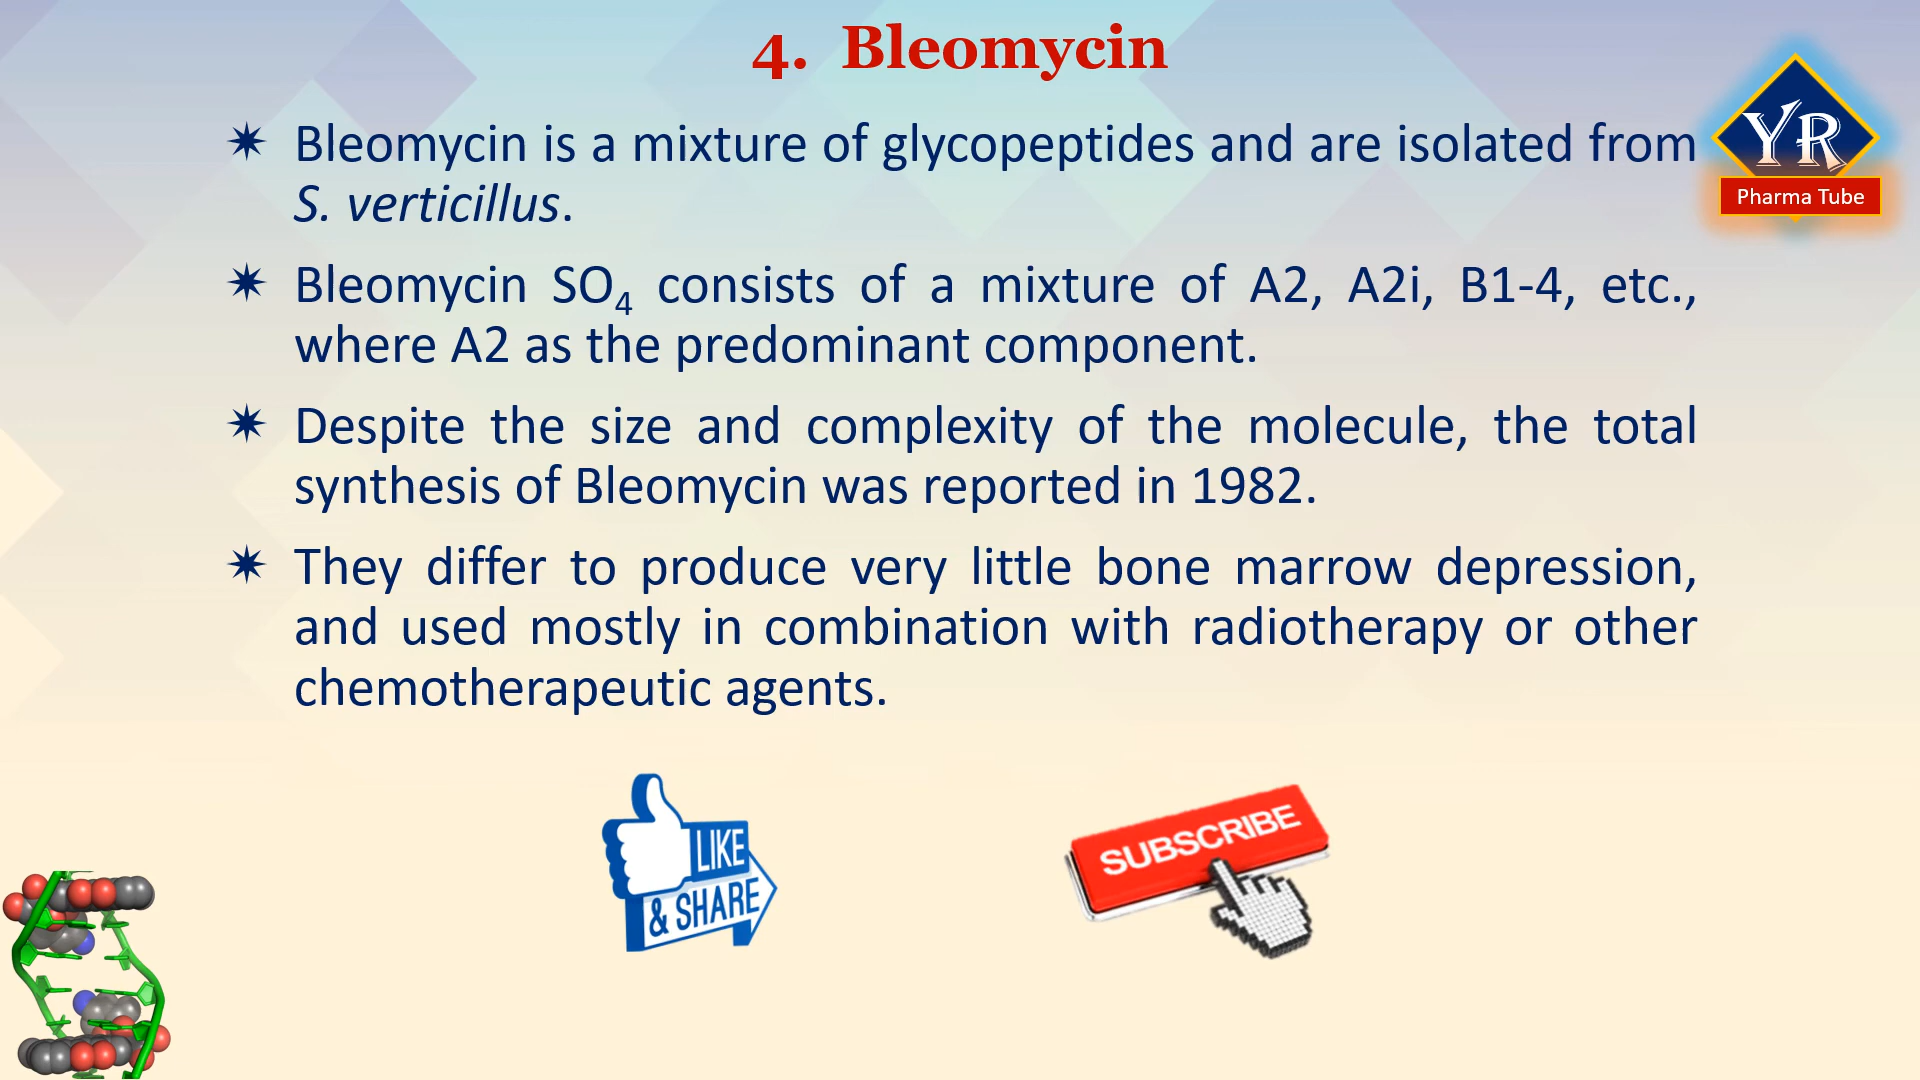 4. Bleomycin
✷ Bleomycin is a mixture of glycopeptides and are isolated from
S. verticillus.
✷ Bleomycin SO₄ consists of a mixture of A2, A2i, B1-4, etc.,
where A2 as the predominant component.
✷ Despite the size and complexity of the molecule, the total
synthesis of Bleomycin was reported in 1982.
✷ They differ to produce very little bone marrow depression,
and used mostly in combination with radiotherapy or other
chemotherapeutic agents.
YR
Pharma Tube
LIKE
& SHARE
SUBSCRIBE